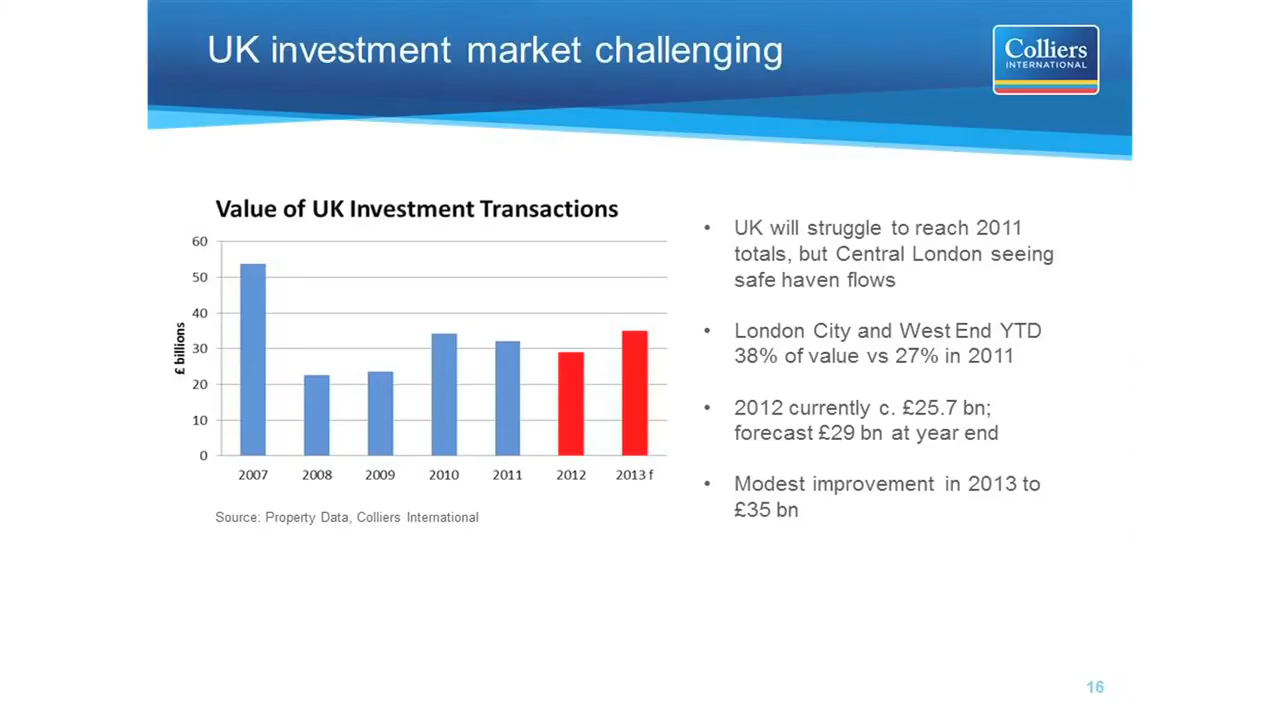 UK investment market challenging
Colliers
INTERNATIONAL
Value of UK Investment Transactions
60
50
40
30
20
10
0
£ billions
2007 2008 2009 2010 2011 2012 2013 f
Source: Property Data, Colliers International
• UK will struggle to reach 2011
totals, but Central London seeing
safe haven flows
• London City and West End YTD
38% of value vs 27% in 2011
• 2012 currently c. £25.7 bn;
forecast £29 bn at year end
• Modest improvement in 2013 to
£35 bn
16